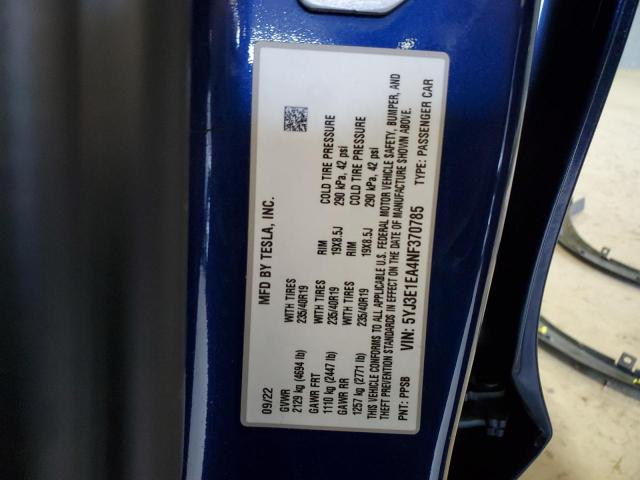 MFD BY TESLA, INC.
09/22
GVWR WITH TIRES RIM COLD TIRE PRESSURE
2129 kg (4694 lb) 235/40R19 19X8.5J 290 kPa, 42 psi
GAWR FRT WITH TIRES RIM COLD TIRE PRESSURE
1110 kg (2447 lb) 235/40R19 19X8.5J 290 kPa, 42 psi
GAWR RR WITH TIRES
1257 kg (2771 lb) 235/40R19
THIS VEHICLE CONFORMS TO ALL APPLICABLE U.S. FEDERAL MOTOR VEHICLE SAFETY, BUMPER, AND
THEFT PREVENTION STANDARDS IN EFFECT ON THE DATE OF MANUFACTURE SHOWN ABOVE.
PNT: PPSB VIN: 5YJ3E1EA4NF370785 TYPE: PASSENGER CAR